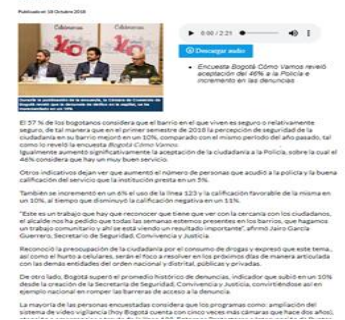 Publicado en 18 Octubre 2018
0:00 / 2:21
Descargar audio
Encuesta Bogotá Cómo Vamos reveló
aceptación del 46% a la Policía e
incremento en las denuncias
Durante la publicación de la encuesta, la Cámara de Comercio de
Bogotá reveló que la denuncia de delitos en la capital, se ha
incrementado en un 10%
El 57 % de los bogotanos considera que el barrio en el que viven es seguro o relativamente
seguro, de tal manera que en el primer semestre de 2018 la percepción de seguridad de la
ciudadanía en su barrio mejoró en un 10%, comparado con el mismo período del año pasado, tal
como lo reveló la encuesta Bogotá Cómo Vamos
Igualmente aumentó significativamente la aceptación de la ciudadanía a la Policía, sobre la cual el
46% considera que hay un muy buen servicio.
Otros indicativos dejan ver que aumentó el número de personas que acudió a la policía y la buena
calificación del servicio que la institución presta en un 5%.
También se incrementó en un 6% el uso de la línea 123 y la calificación favorable de la misma en
un 10%, al tiempo que disminuyó la calificación negativa en un 11%.
"Este es un trabajo que hay que reconocer que tiene que ver con la cercanía con los ciudadanos,
el alcalde nos ha pedido que todas las semanas estemos presentes en los barrios, que hagamos
un trabajo comunitario y ahí se está viendo un resultado importante", afirmó Jairo García
Guerrero, Secretario de Seguridad, Convivencia y Justicia.
Reconoció la preocupación de la ciudadanía por el consumo de drogas y expresó que este tema,
así como el hurto a celulares, serán el foco a resolver en los próximos días de manera articulada
con las demás entidades del orden nacional y distrital, públicas y privadas.
De otro lado, Bogotá superó el promedio histórico de denuncias, indicador que subió en un 10%
desde la creación de la Secretaría de Seguridad, Convivencia y Justicia, convirtiéndose así en
ejemplo nacional en romper las barreras de acceso a la denuncia.
La mayoría de las personas encuestadas considera que los programas como: ampliación del
sistema de video vigilancia (hoy Bogotá cuenta con cinco veces más cámaras que hace dos años),